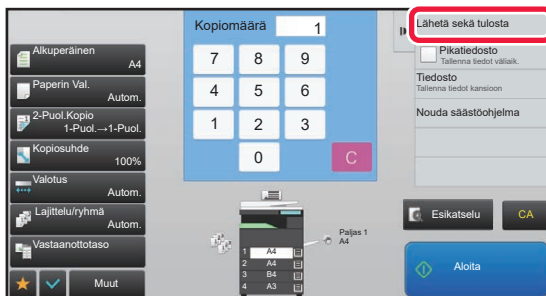 Kopiomäärä 1
Lähetä sekä tulosta
Alkuperäinen
A4
Paperin Val.
Autom.
2-Puol.Kopio
1-Puol.→1-Puol.
Kopiosuhde
100%
Valotus
Autom.
Lajittelu/ryhmä
Autom.
Vastaanottotaso
Muut
7 8 9
4 5 6
1 2 3
0 C
Paljas 1
A4
1 A4
2 A4
3 B4
4 A3
Pikatiedosto
Tallenna tiedot väliaik.
Tiedosto
Tallenna tiedot kansioon
Nouda säästöohjelma
Esikatselu
CA
Aloita